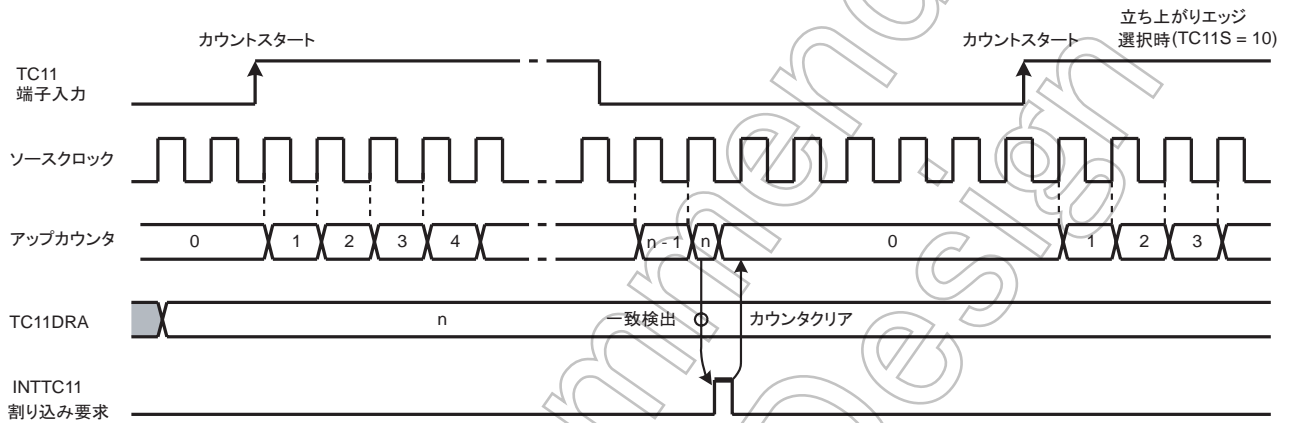 立ち上がりエッジ
選択時(TC11S = 10)
カウントスタート
カウントスタート
TC11
端子入力
ソースクロック
アップカウンタ
0 1 2 3 4 n - 1 n 0 1 2 3
TC11DRA
n
一致検出
カウンタクリア
INTTC11
割り込み要求